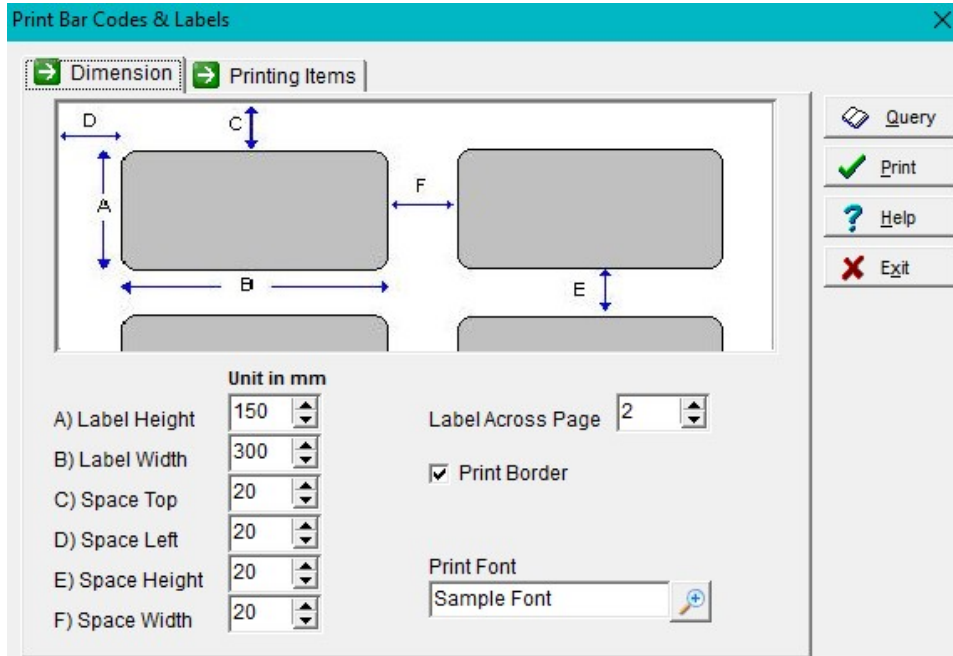 Print Bar Codes & Labels
Dimension
Printing Items
D
C
A
F
B
E
Query
Print
Help
Exit
Unit in mm
A) Label Height 150
B) Label Width 300
C) Space Top 20
D) Space Left 20
E) Space Height 20
F) Space Width 20
Label Across Page 2
Print Border
Print Font
Sample Font